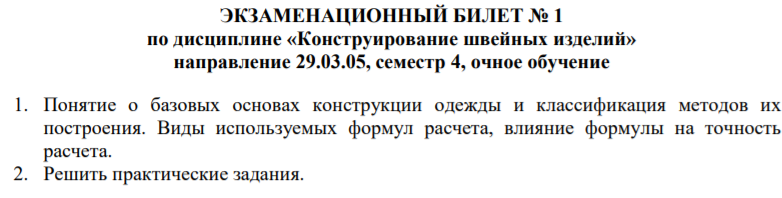 ЭКЗАМЕНАЦИОННЫЙ БИЛЕТ № 1
по дисциплине «Конструирование швейных изделий»
направление 29.03.05, семестр 4, очное обучение
1. Понятие о базовых основах конструкции одежды и классификация методов их
построения. Виды используемых формул расчета, влияние формулы на точность
расчета.
2. Решить практические задания.